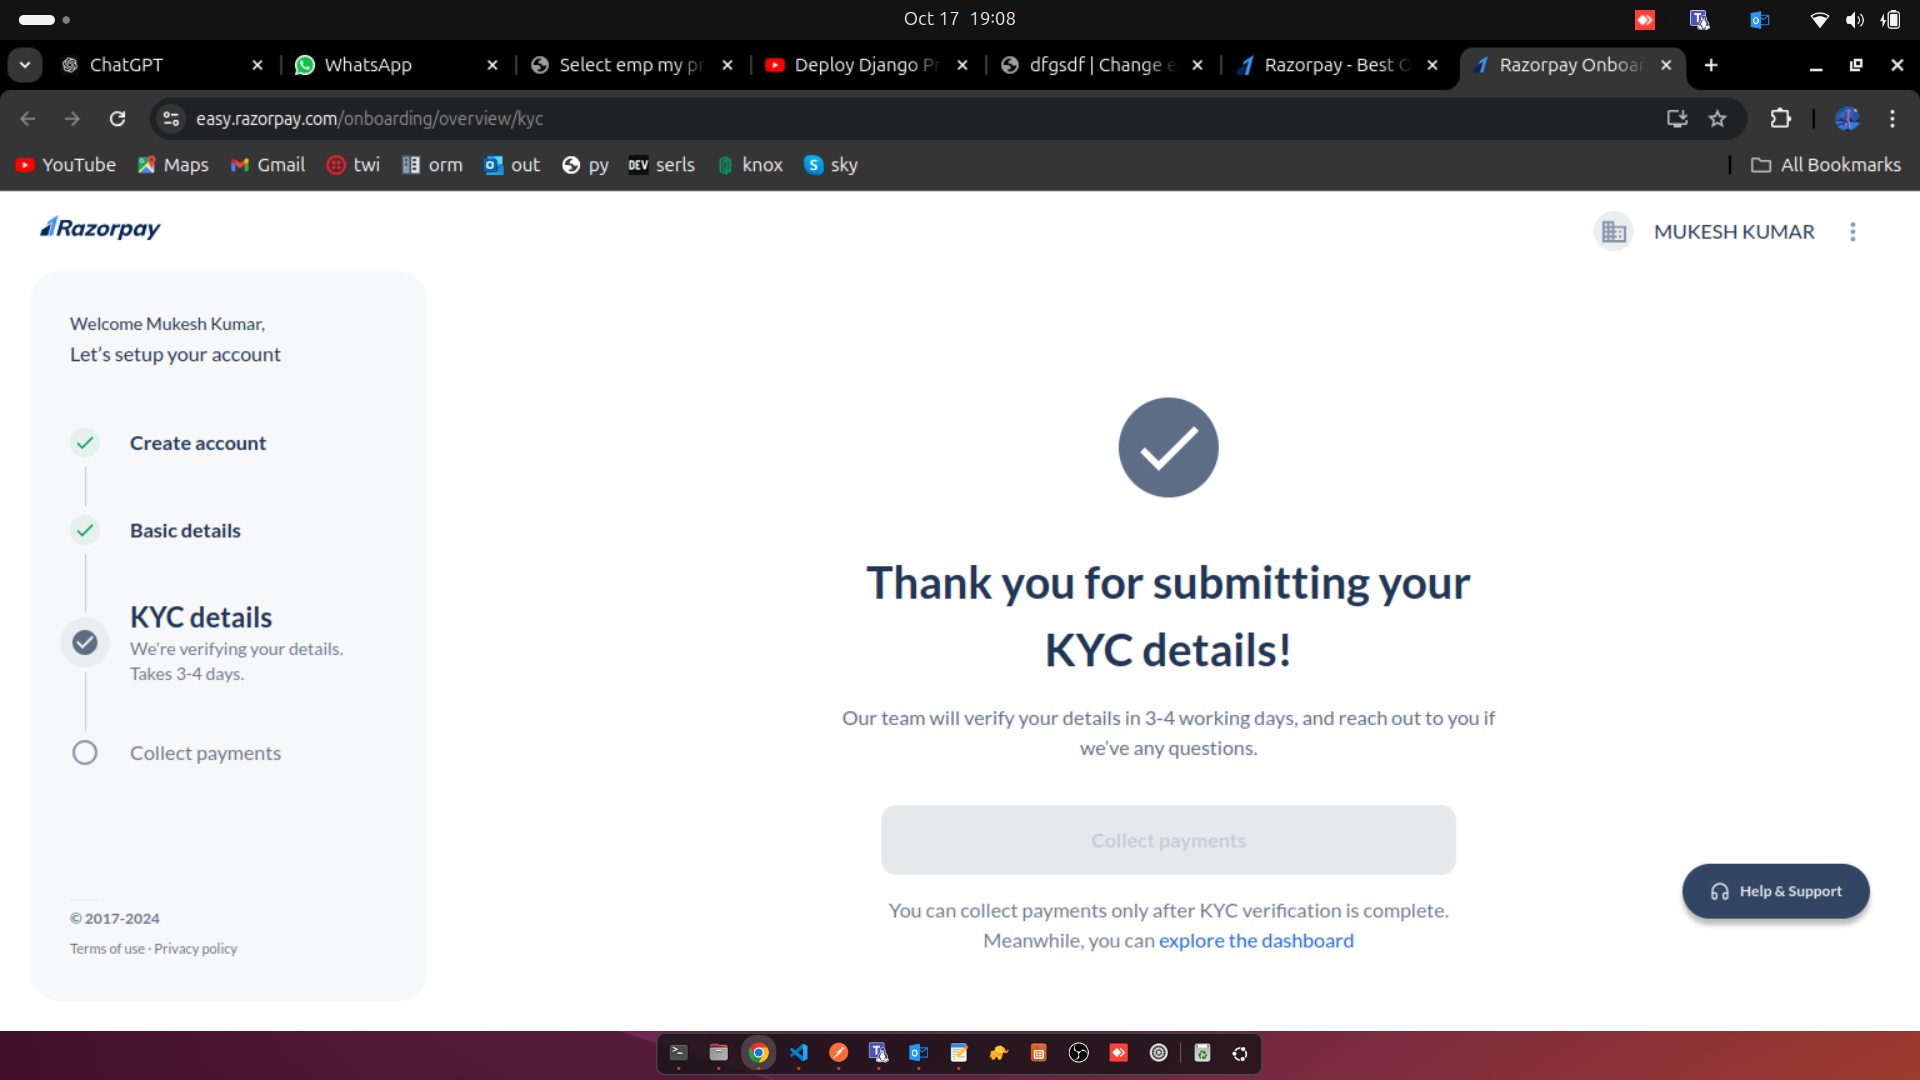 Oct 17 19:08
ChatGPT
WhatsApp
Select emp my pr
Deploy Django Pr
dfgsdf | Change e
Razorpay - Best O
Razorpay Onboar
easy.razorpay.com/onboarding/overview/kyc
YouTube
Maps
Gmail
twi
orm
out
py
DEV
serls
knox
sky
All Bookmarks
Razorpay
MUKESH KUMAR
Welcome Mukesh Kumar,
Let's setup your account
Create account
Basic details
KYC details
We're verifying your details.
Takes 3-4 days.
Collect payments
© 2017-2024
Terms of use · Privacy policy
Thank you for submitting your
KYC details!
Our team will verify your details in 3-4 working days, and reach out to you if
we've any questions.
Collect payments
You can collect payments only after KYC verification is complete.
Meanwhile, you can explore the dashboard
Help & Support